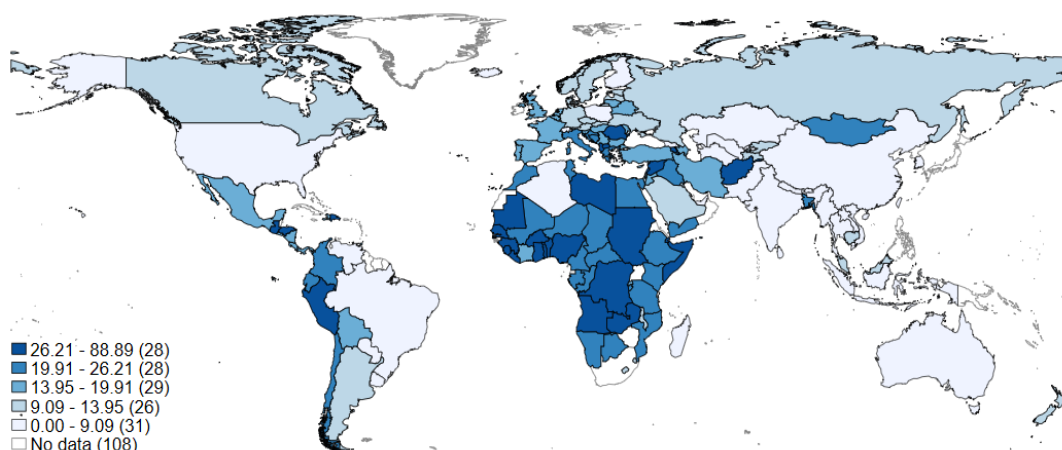 26.21 - 88.89 (28)
19.91 - 26.21 (28)
13.95 - 19.91 (29)
9.09 - 13.95 (26)
0.00 - 9.09 (31)
No data (108)